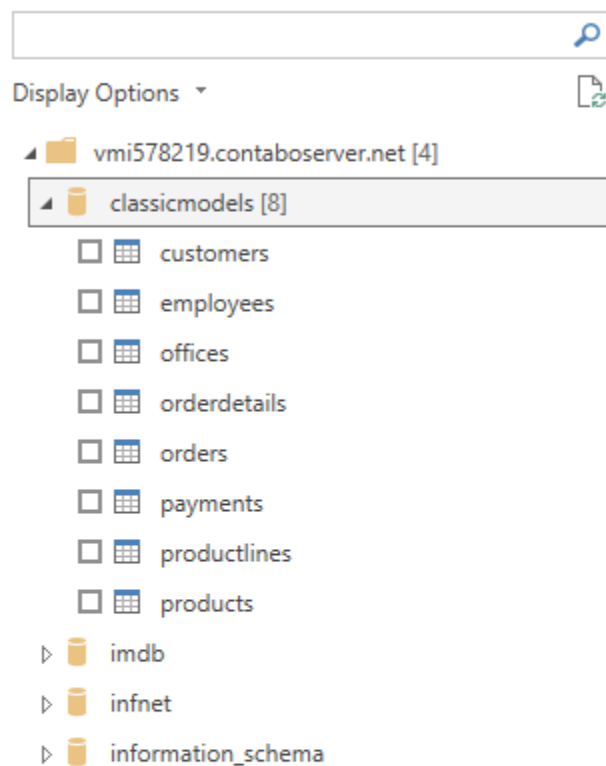 Display Options
vmi578219.contaboserver.net [4]
classicmodels [8]
customers
employees
offices
orderdetails
orders
payments
productlines
products
imdb
infnet
information_schema